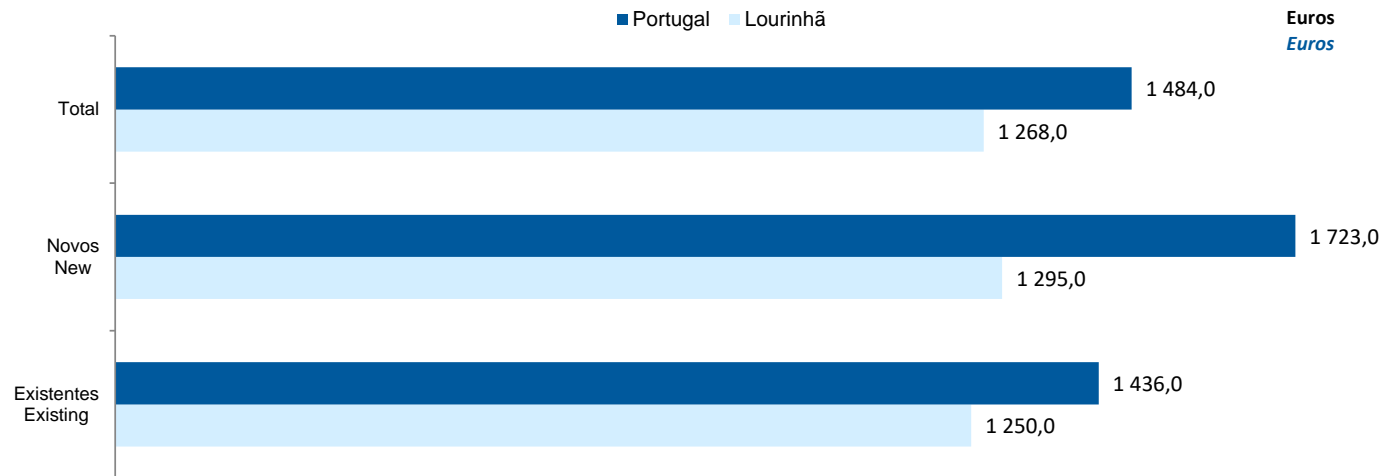 Portugal Lourinhã
Euros
Euros
Total
1 484,0
1 268,0
Novos
New
1 723,0
1 295,0
Existentes
Existing
1 436,0
1 250,0